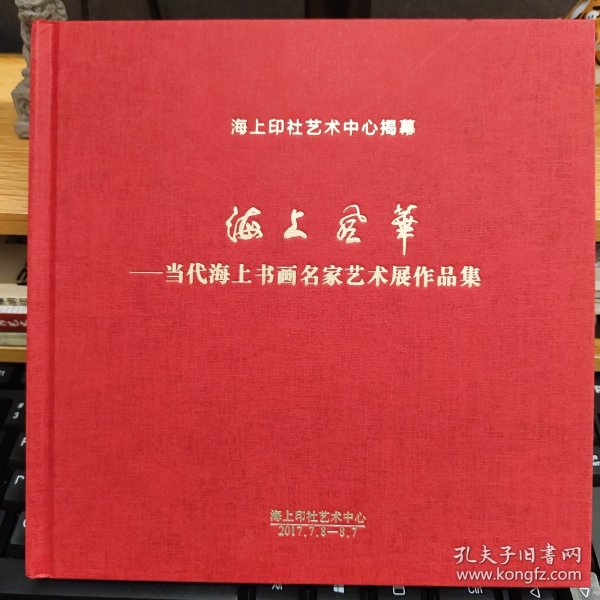 海上印社艺术中心揭幕
海上风華
——当代海上书画名家艺术展作品集
海上印社艺术中心
2017.7.8—8.7
孔夫子旧书网
www.kongfz.com